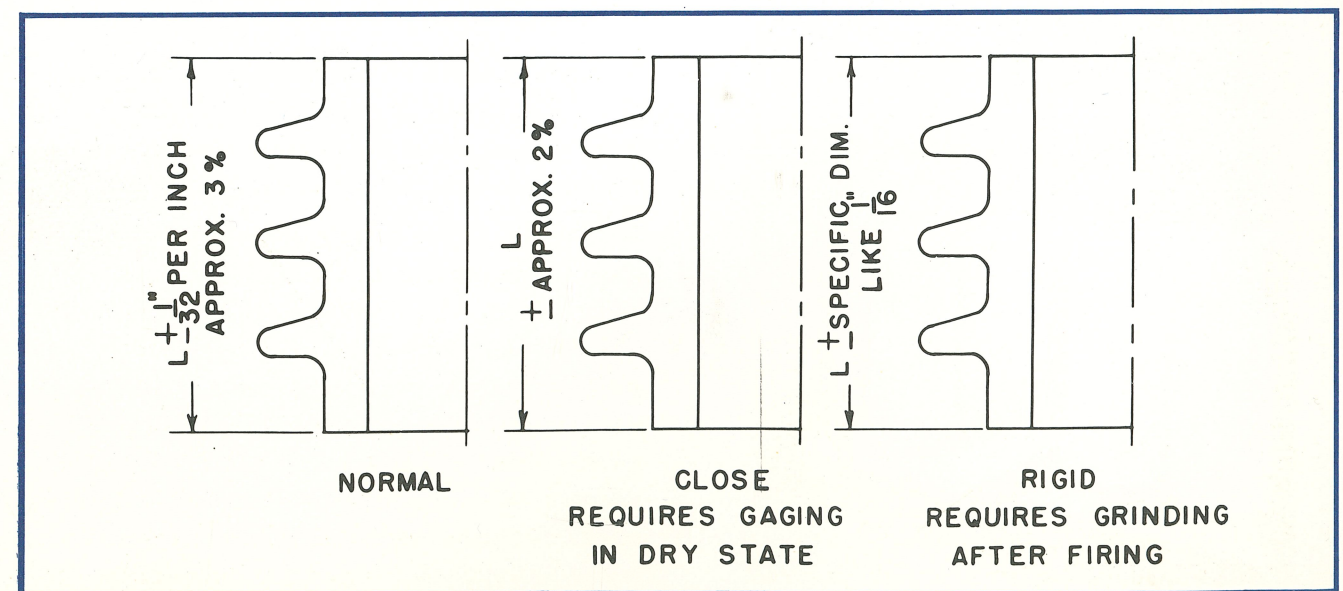 L ± 1/32" PER INCH
APPROX. 3%
L
± APPROX. 2%
L ± SPECIFIC DIM.
LIKE 1/16"
NORMAL
CLOSE
REQUIRES GAGING
IN DRY STATE
RIGID
REQUIRES GRINDING
AFTER FIRING